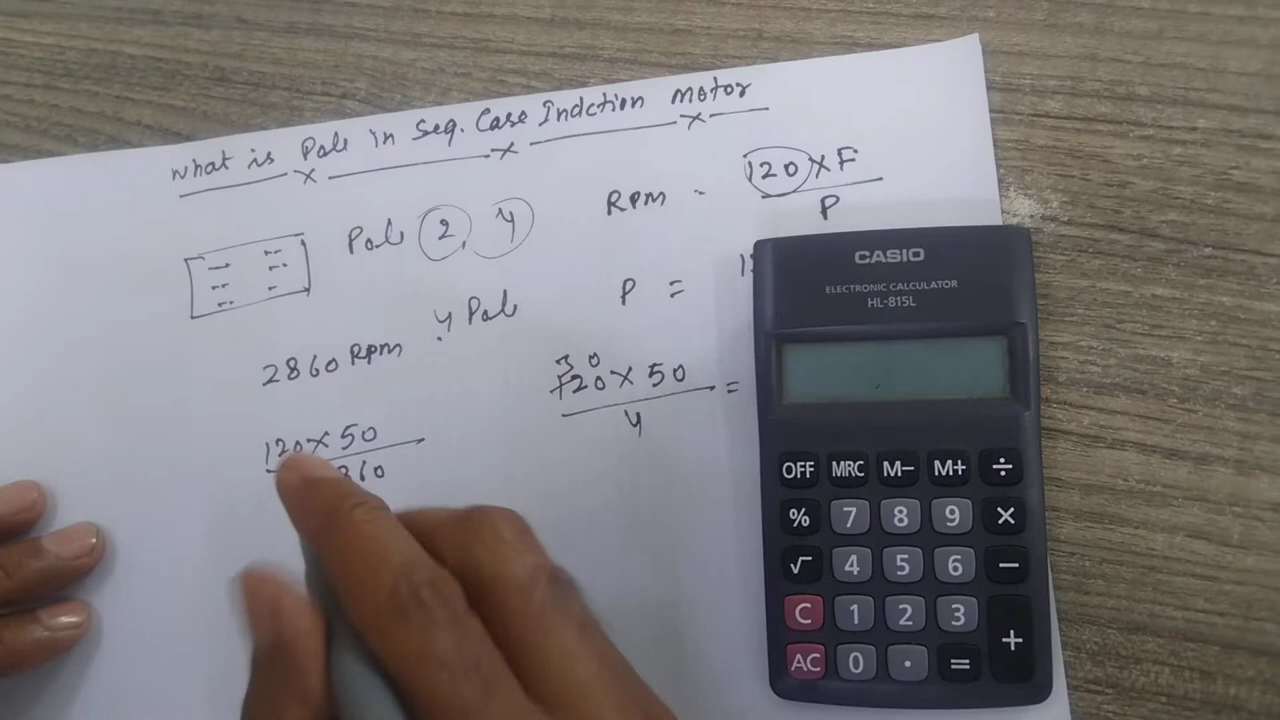 What is Pole in Seq. Case Indction Motor
x x x
Pole 2, 4
RPM = 120 x F
P
P =
4 Pole
2860 Rpm
30
120 x 50 =
4
120 x 50
860
CASIO
ELECTRONIC CALCULATOR
HL-815L
OFF MRC M− M+ ÷
% 7 8 9 ×
√ 4 5 6 −
C 1 2 3
+
AC 0 · =